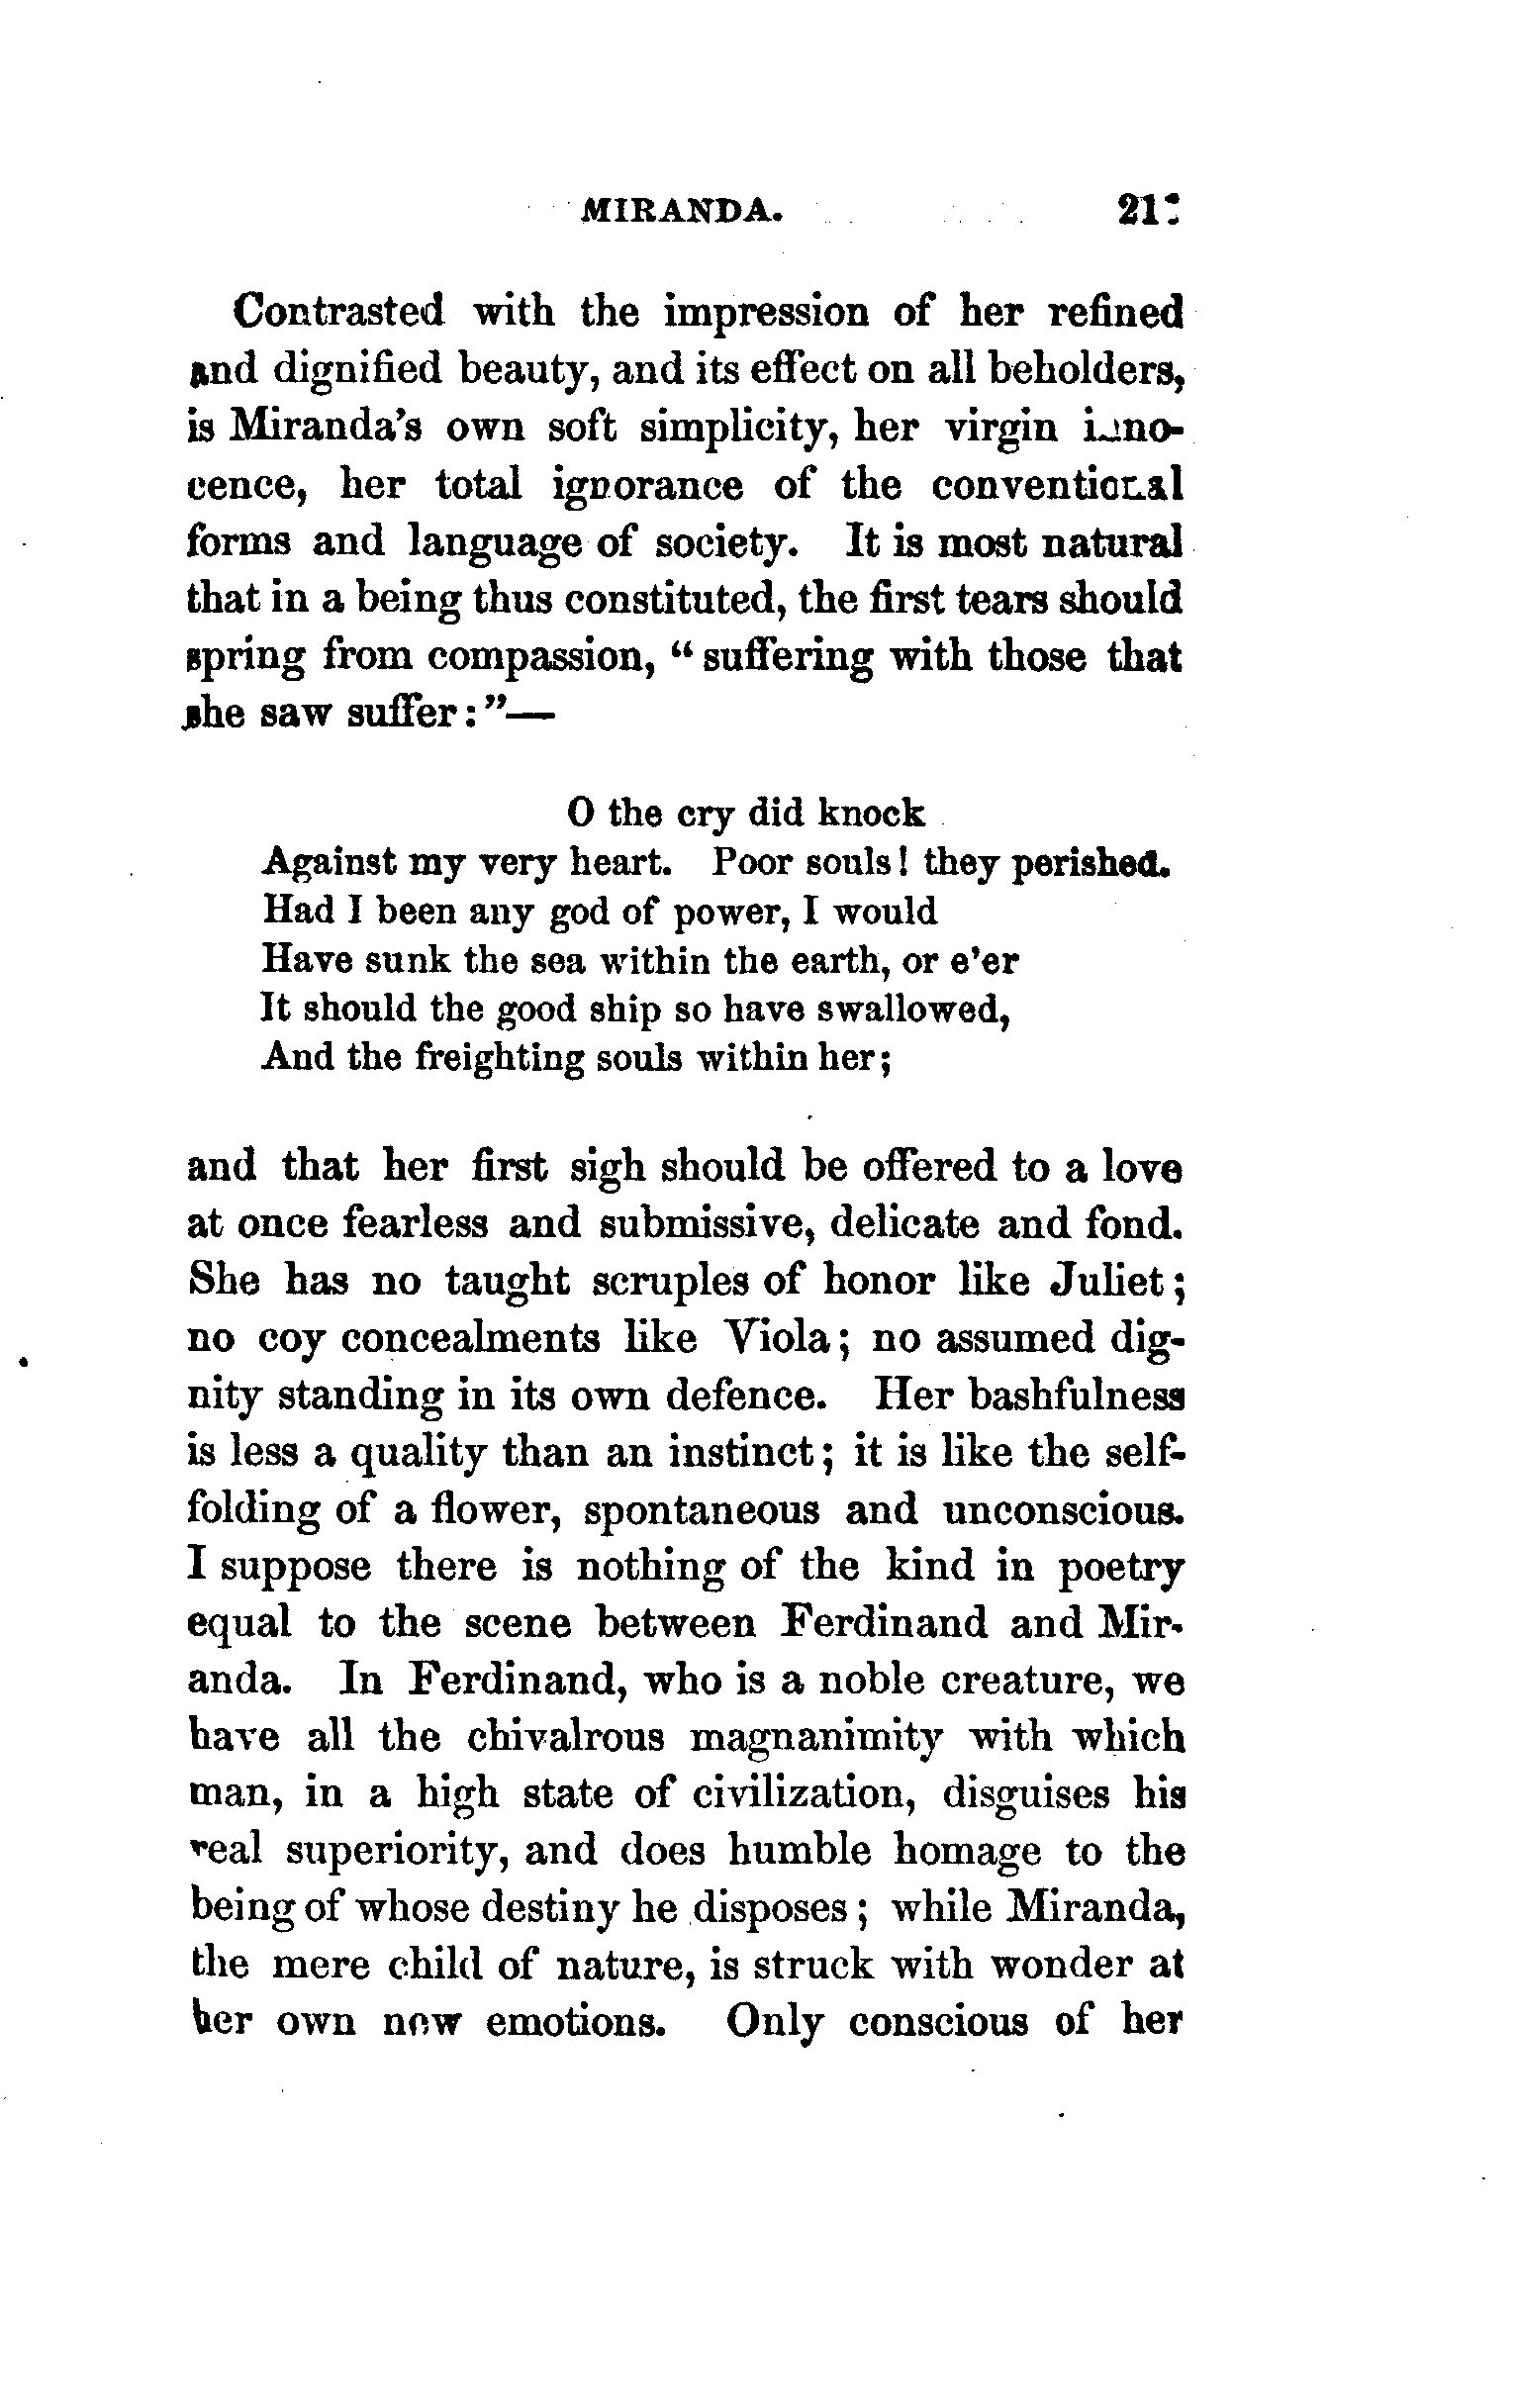 MIRANDA. 21
Contrasted with the impression of her refined
and dignified beauty, and its effect on all beholders,
is Miranda's own soft simplicity, her virgin inno-
cence, her total ignorance of the conventional
forms and language of society. It is most natural
that in a being thus constituted, the first tears should
spring from compassion, "suffering with those that
she saw suffer:"—
O the cry did knock
Against my very heart. Poor souls! they perished.
Had I been any god of power, I would
Have sunk the sea within the earth, or e'er
It should the good ship so have swallowed,
And the freighting souls within her;
and that her first sigh should be offered to a love
at once fearless and submissive, delicate and fond.
She has no taught scruples of honor like Juliet;
no coy concealments like Viola; no assumed dig-
nity standing in its own defence. Her bashfulness
is less a quality than an instinct; it is like the self-
folding of a flower, spontaneous and unconscious.
I suppose there is nothing of the kind in poetry
equal to the scene between Ferdinand and Mir-
anda. In Ferdinand, who is a noble creature, we
have all the chivalrous magnanimity with which
man, in a high state of civilization, disguises his
real superiority, and does humble homage to the
being of whose destiny he disposes; while Miranda,
the mere child of nature, is struck with wonder at
her own new emotions. Only conscious of her